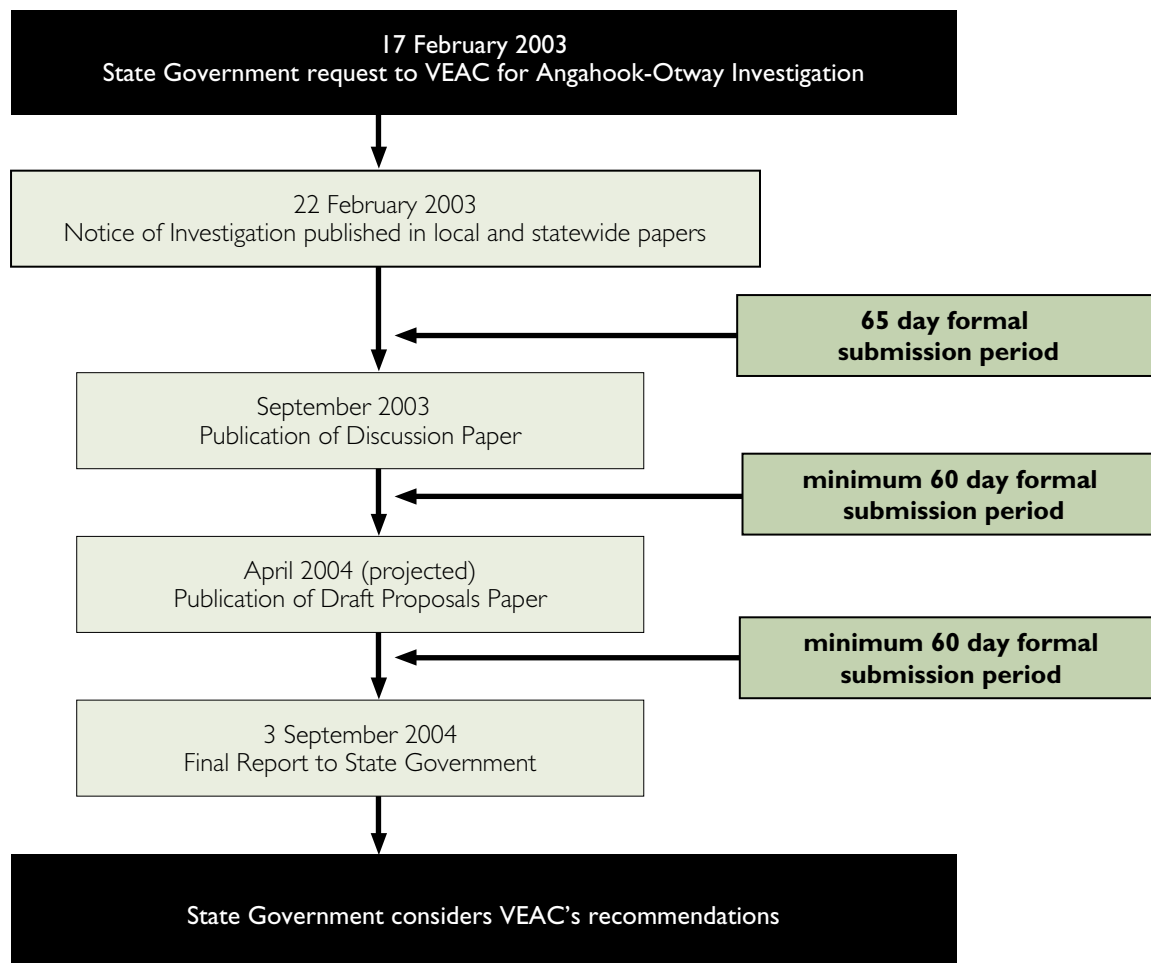 17 February 2003
State Government request to VEAC for Angahook-Otway Investigation
22 February 2003
Notice of Investigation published in local and statewide papers
65 day formal
submission period
September 2003
Publication of Discussion Paper
minimum 60 day formal
submission period
April 2004 (projected)
Publication of Draft Proposals Paper
minimum 60 day formal
submission period
3 September 2004
Final Report to State Government
State Government considers VEAC's recommendations